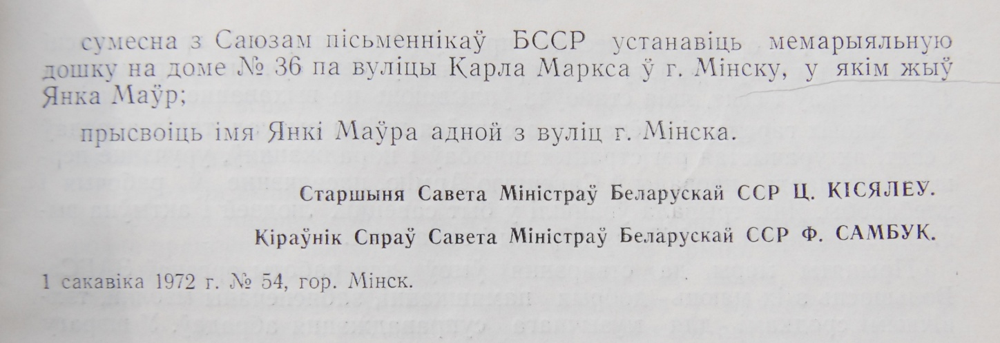 сумесна з Саюзам пісьменнікаў БССР устанавіць мемарыяльную
дошку на доме № 36 па вуліцы Карла Маркса ў г. Мінску, у якім жыў
Янка Маўр;
прысвоіць імя Янкі Маўра адной з вуліц г. Мінска.
Старшыня Савета Міністраў Беларускай ССР Ц. КІСЯЛЕЎ.
Кіраўнік Спраў Савета Міністраў Беларускай ССР Ф. САМБУК.
1 сакавіка 1972 г. № 54, гор. Мінск.